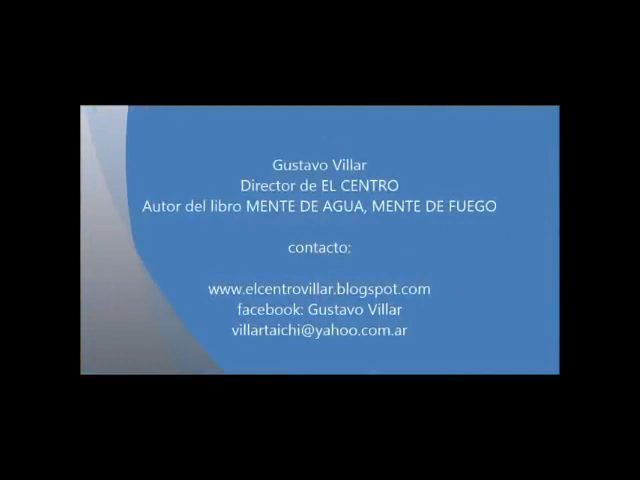 Gustavo Villar
Director de EL CENTRO
Autor del libro MENTE DE AGUA, MENTE DE FUEGO
contacto:
www.elcentrovillar.blogspot.com
facebook: Gustavo Villar
villartaichi@yahoo.com.ar